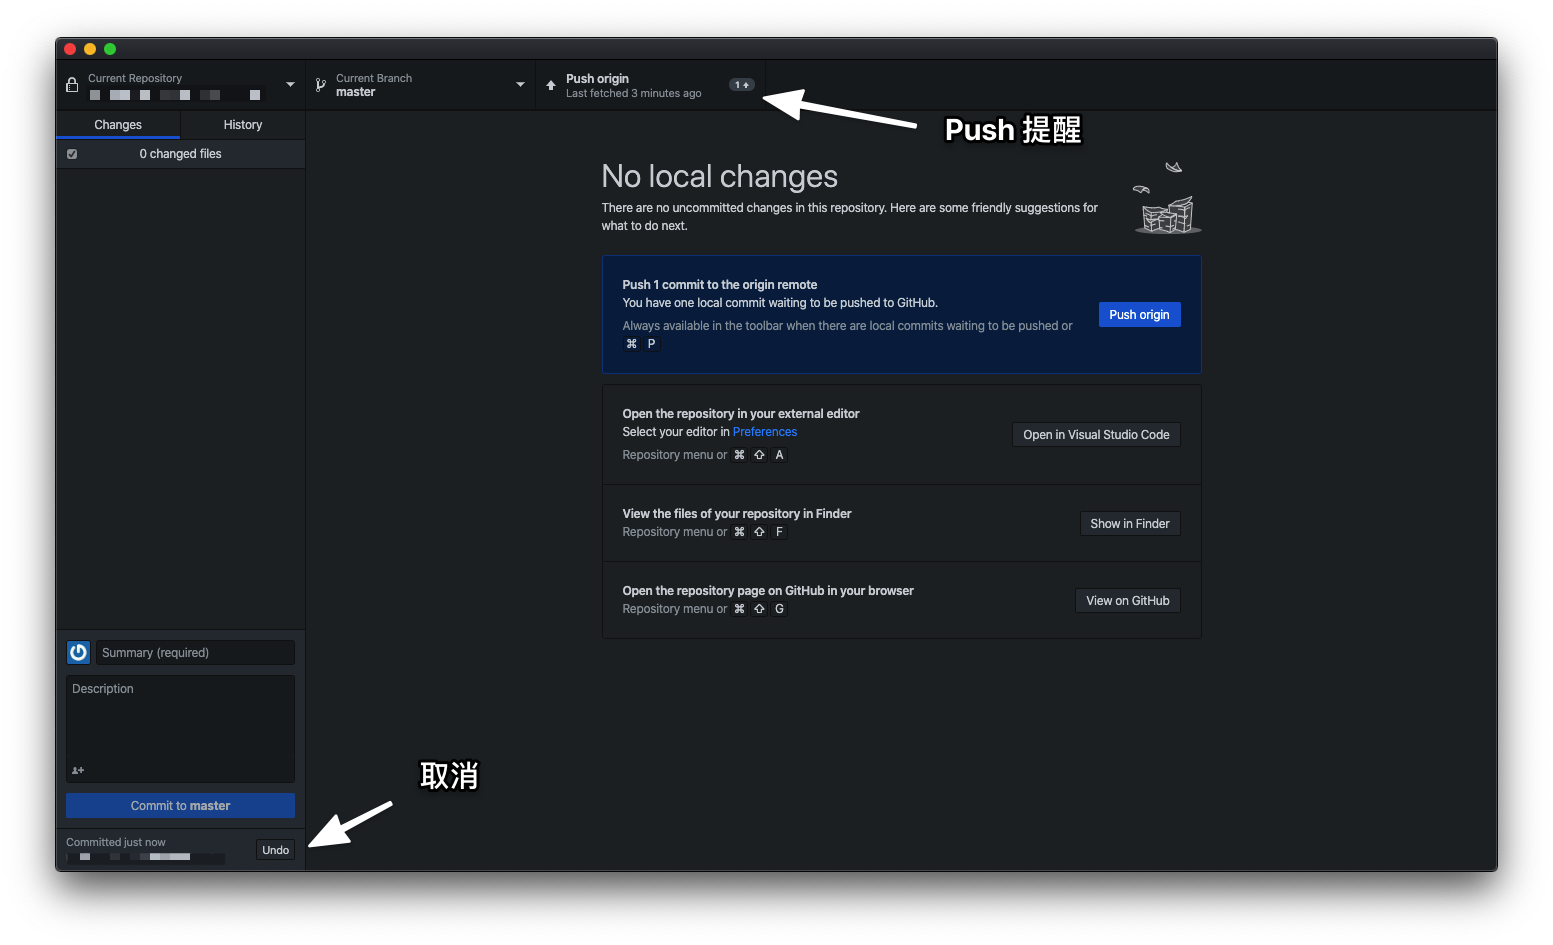 Current Repository
Current Branch
master
Push origin
Last fetched 3 minutes ago
1
Push 提醒
Changes
History
0 changed files
No local changes
There are no uncommitted changes in this repository. Here are some friendly suggestions for
what to do next.
Push 1 commit to the origin remote
You have one local commit waiting to be pushed to GitHub.
Always available in the toolbar when there are local commits waiting to be pushed or
⌘ P
Push origin
Open the repository in your external editor
Select your editor in Preferences
Repository menu or ⌘ ⇧ A
Open in Visual Studio Code
View the files of your repository in Finder
Repository menu or ⌘ ⇧ F
Show in Finder
Open the repository page on GitHub in your browser
Repository menu or ⌘ ⇧ G
View on GitHub
Summary (required)
Description
取消
Commit to master
Committed just now
Undo